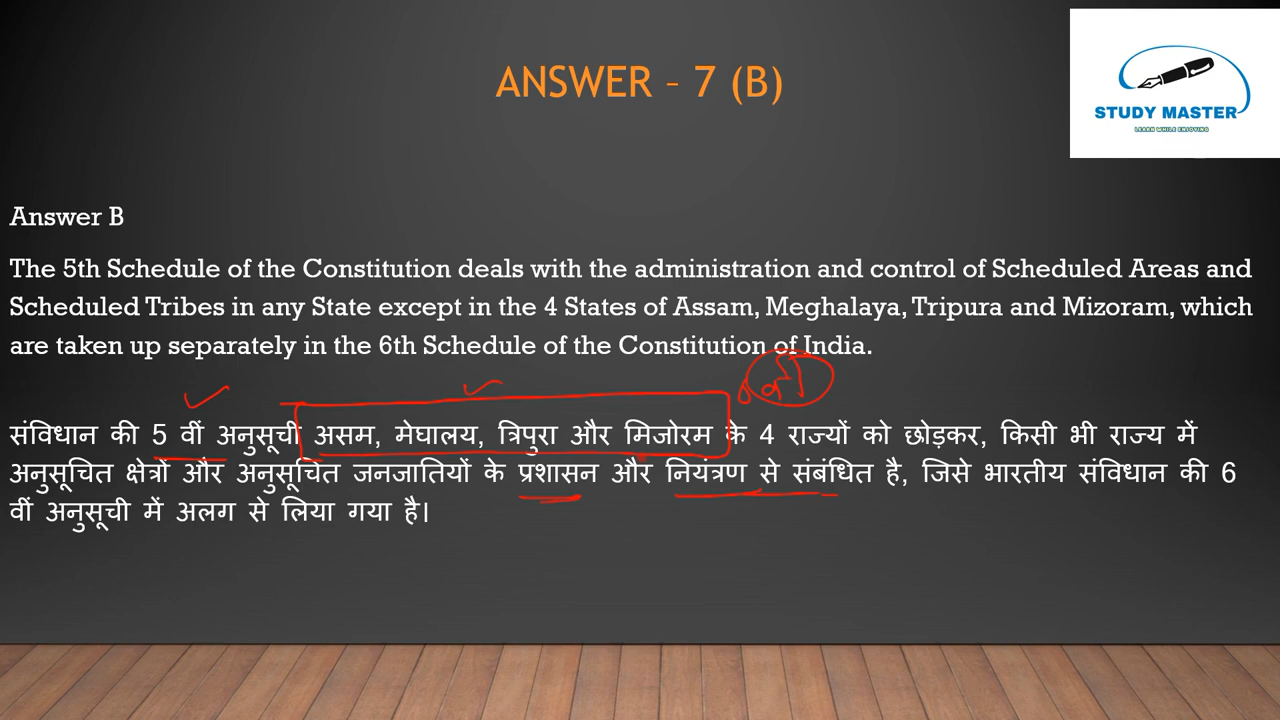 ANSWER – 7 (B)
STUDY MASTER
LEARN WHILE ENJOYING
Answer B
The 5th Schedule of the Constitution deals with the administration and control of Scheduled Areas and
Scheduled Tribes in any State except in the 4 States of Assam, Meghalaya, Tripura and Mizoram, which
are taken up separately in the 6th Schedule of the Constitution of India.
संविधान की 5 वीं अनुसूची असम, मेघालय, त्रिपुरा और मिजोरम के 4 राज्यों को छोड़कर, किसी भी राज्य में
अनुसूचित क्षेत्रों और अनुसूचित जनजातियों के प्रशासन और नियंत्रण से संबंधित है, जिसे भारतीय संविधान की 6
वीं अनुसूची में अलग से लिया गया है।